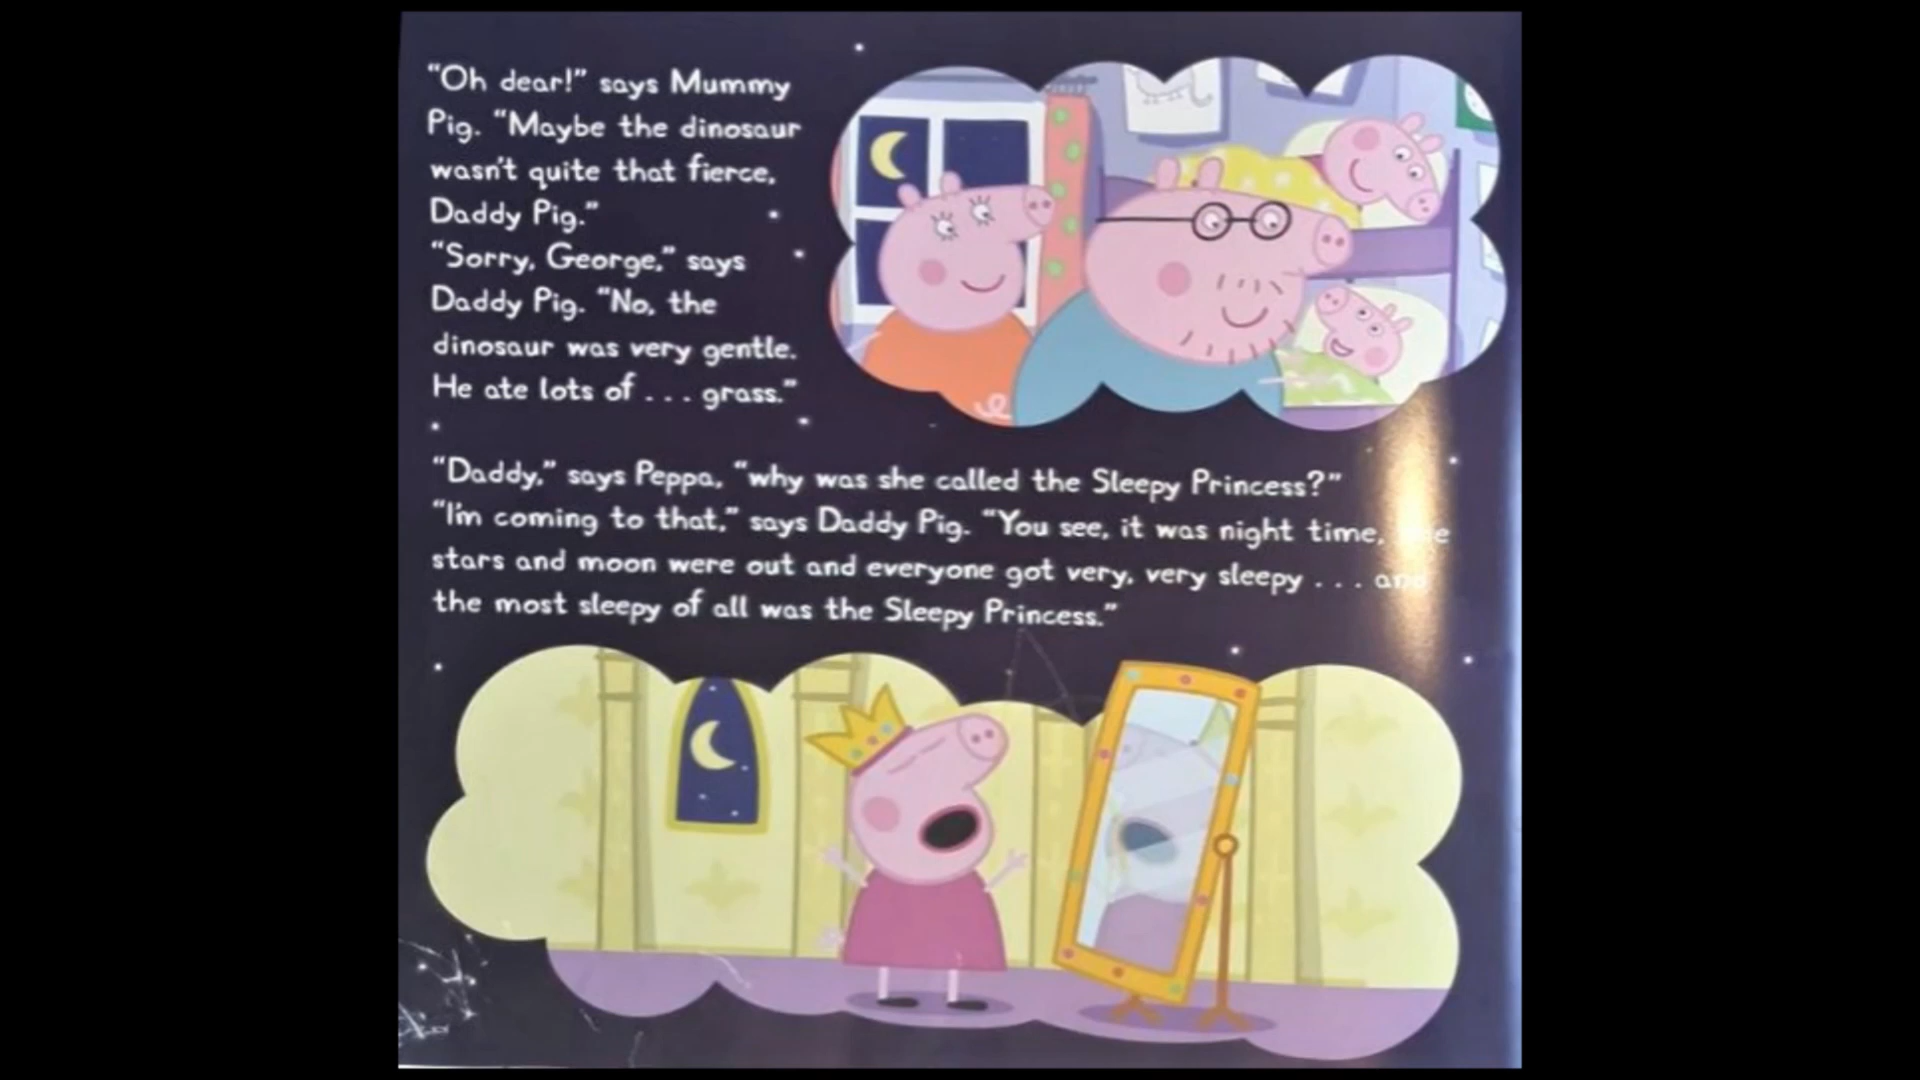 “Oh dear!” says Mummy
Pig. “Maybe the dinosaur
wasn't quite that fierce,
Daddy Pig.”
“Sorry, George,” says
Daddy Pig. “No, the
dinosaur was very gentle.
He ate lots of . . . grass.”
“Daddy,” says Peppa, “why was she called the Sleepy Princess?”
“I'm coming to that,” says Daddy Pig. “You see, it was night time,
stars and moon were out and everyone got very, very sleepy . . . and
the most sleepy of all was the Sleepy Princess.”